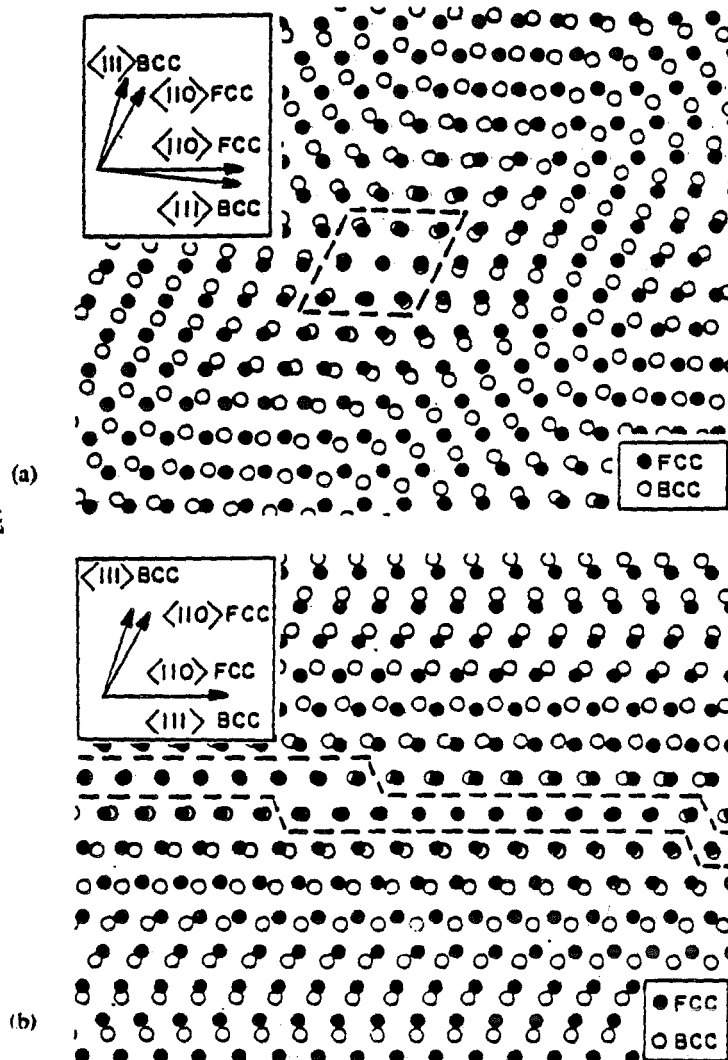 ⟨111⟩BCC
⟨110⟩FCC
⟨110⟩ FCC
⟨111⟩ BCC
(a)
● FCC
○ BCC
⟨111⟩BCC
⟨110⟩FCC
⟨110⟩FCC
⟨111⟩ BCC
(b)
● FCC
○ BCC